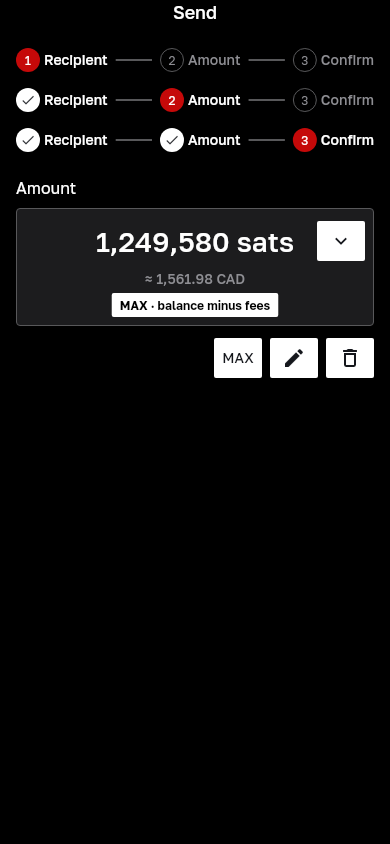 Send
1 Recipient 2 Amount 3 Confirm
Recipient 2 Amount 3 Confirm
Recipient Amount 3 Confirm
Amount
1,249,580 sats
≈ 1,561.98 CAD
MAX · balance minus fees
MAX